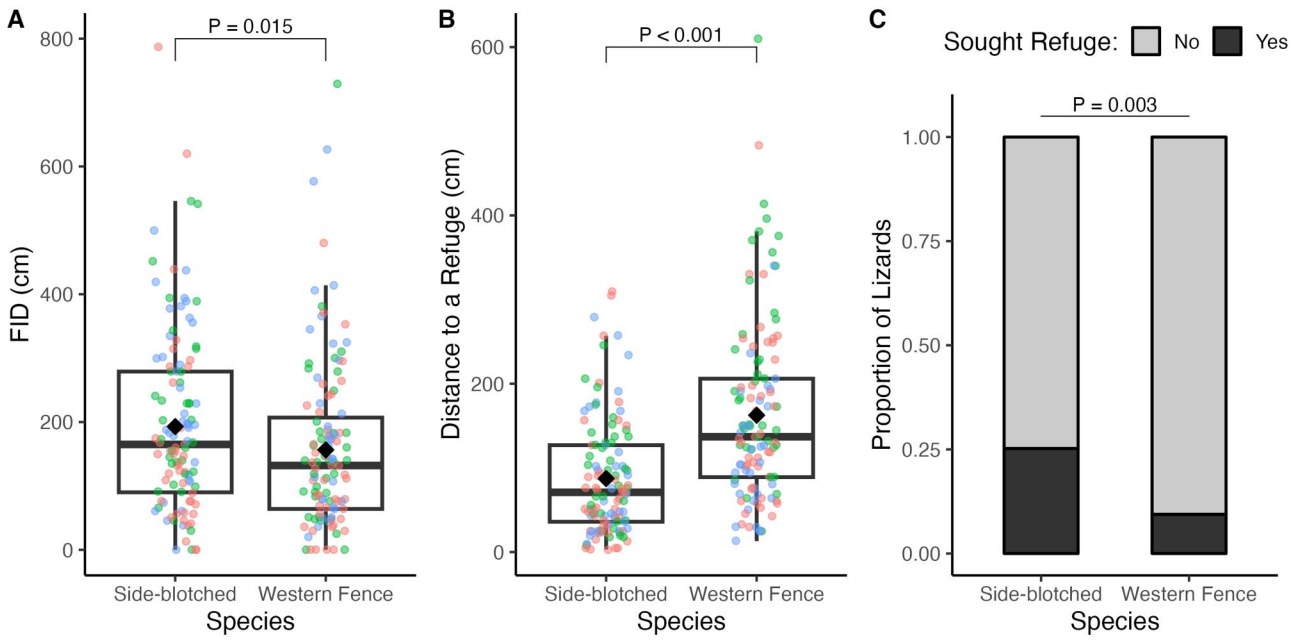 A
P = 0.015
FID (cm)
800
600
400
200
0
Side-blotched
Western Fence
Species
B
P < 0.001
Distance to a Refuge (cm)
600
400
200
0
Side-blotched
Western Fence
Species
C
Sought Refuge: No Yes
P = 0.003
Proportion of Lizards
1.00
0.75
0.50
0.25
0.00
Side-blotched
Western Fence
Species